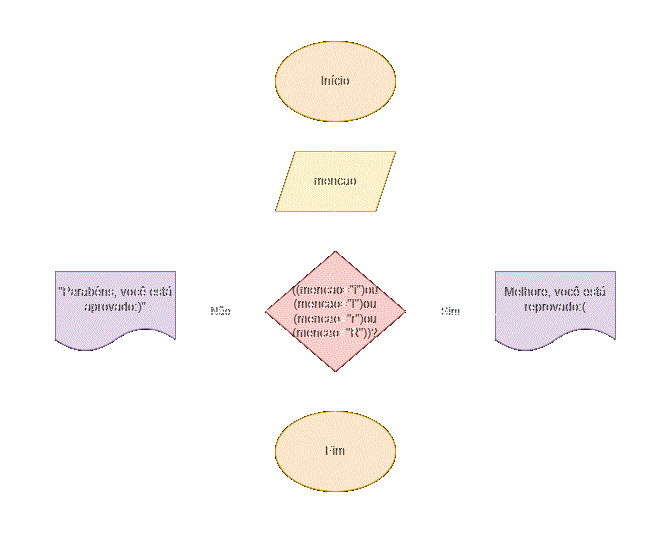 Início
mencao
"Parabéns, você está
aprovado:)"
Não
((mencao="i")ou
(mencao="I")ou
(mencao="r")ou
(mencao="R"))?
Sim
Melhore, você está
reprovado:(
Fim